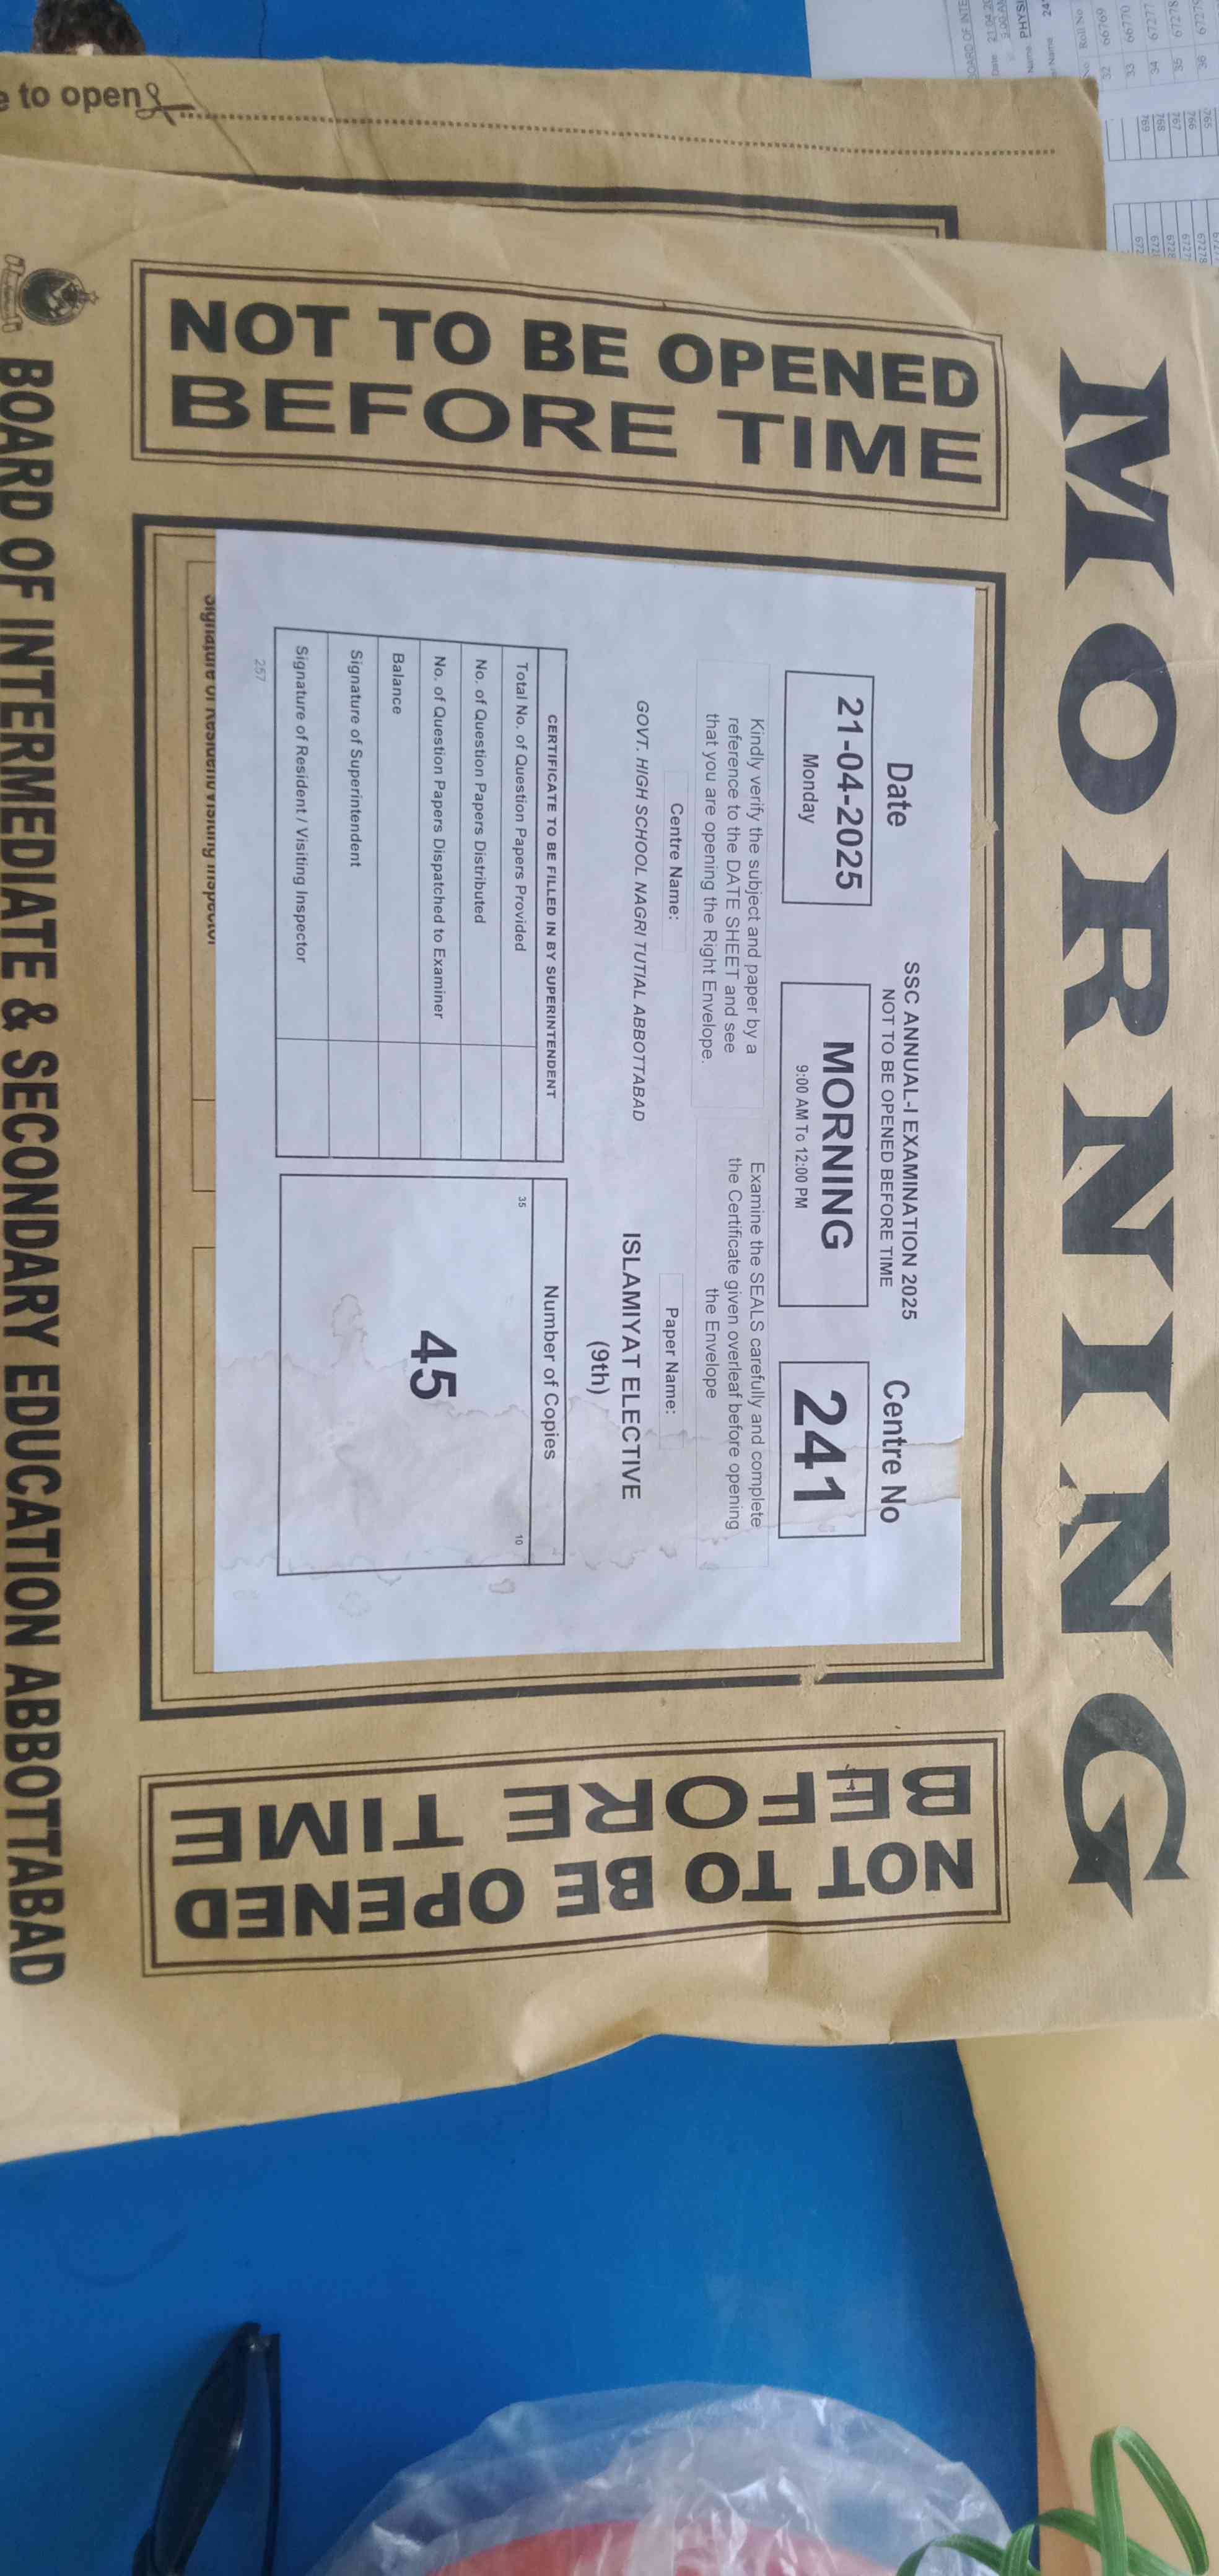 to open
MORNING
NOT TO BE OPENED
BEFORE TIME
SSC ANNUAL-I EXAMINATION 2025
NOT TO BE OPENED BEFORE TIME
Date
21-04-2025
Monday
MORNING
9:00 AM To 12:00 PM
Centre No
241
Kindly verify the subject and paper by a
reference to the DATE SHEET and see
that you are opening the Right Envelope.
Examine the SEALS carefully and complete
the Certificate given overleaf before opening
the Envelope
Centre Name:
GOVT. HIGH SCHOOL NAGRI TUTIAL ABBOTTABAD
Paper Name:
ISLAMIYAT ELECTIVE
(9th)
CERTIFICATE TO BE FILLED IN BY SUPERINTENDENT
Total No. of Question Papers Provided
No. of Question Papers Distributed
No. of Question Papers Dispatched to Examiner
Balance
Signature of Superintendent
Signature of Resident / Visiting Inspector
257
Number of Copies
35
10
45
NOT TO BE OPENED
BEFORE TIME
BOARD OF INTERMEDIATE & SECONDARY EDUCATION ABBOTTABAD